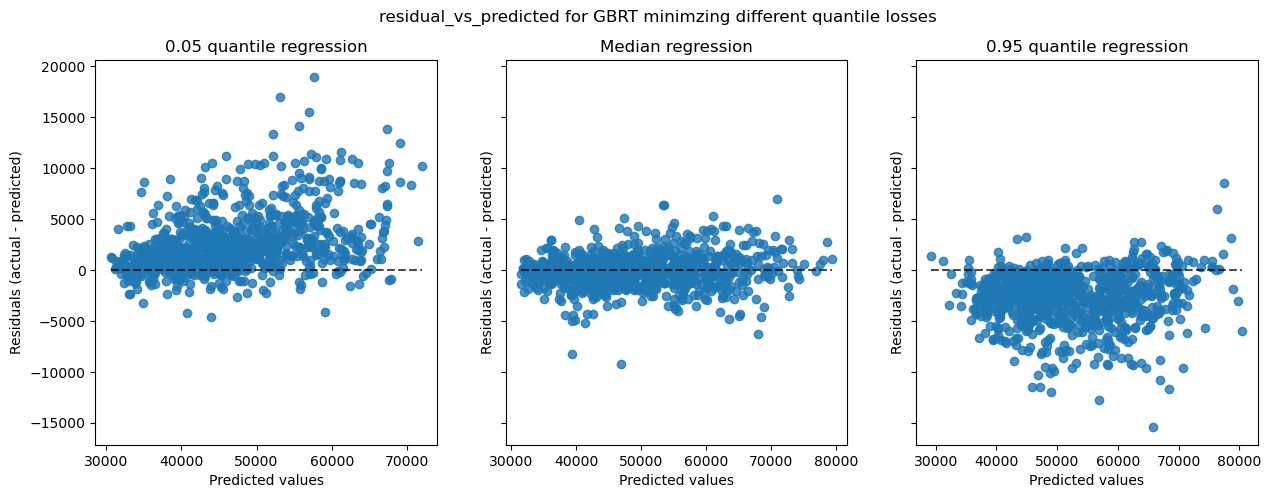 residual_vs_predicted for GBRT minimzing different quantile losses
0.05 quantile regression
Median regression
0.95 quantile regression
Residuals (actual - predicted)
20000
15000
10000
5000
0
−5000
−10000
−15000
30000 40000 50000 60000 70000
Predicted values
Residuals (actual - predicted)
30000 40000 50000 60000 70000 80000
Predicted values
Residuals (actual - predicted)
30000 40000 50000 60000 70000 80000
Predicted values